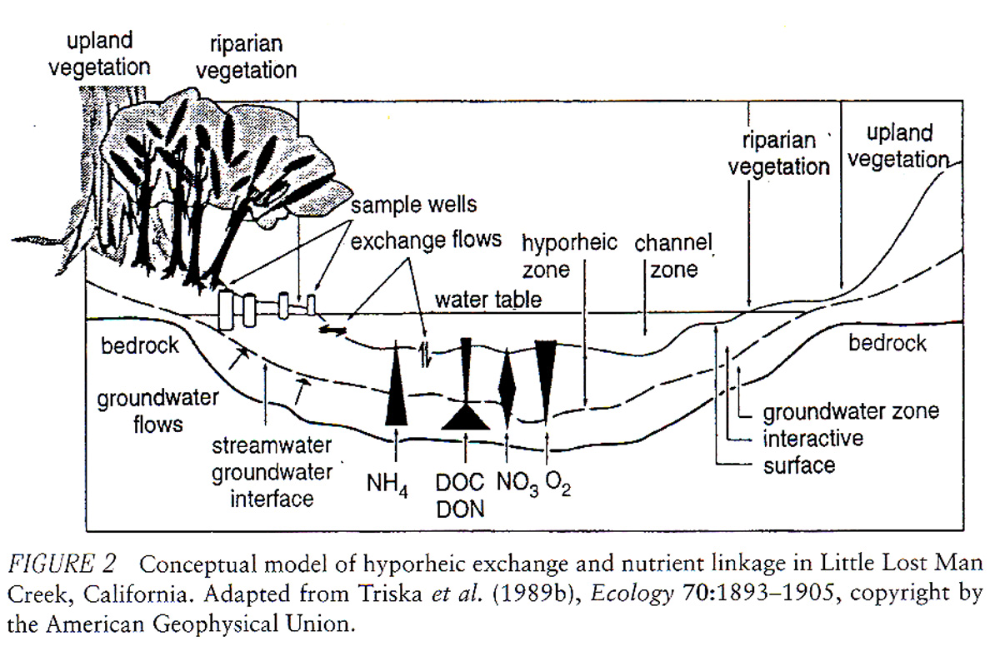 upland
vegetation
riparian
vegetation
riparian
vegetation
upland
vegetation
sample wells
exchange flows
hyporheic
zone
channel
zone
water table
bedrock
bedrock
groundwater
flows
streamwater
groundwater
interface
NH4
DOC
DON
NO3
O2
groundwater zone
interactive
surface
FIGURE 2 Conceptual model of hyporheic exchange and nutrient linkage in Little Lost Man
Creek, California. Adapted from Triska et al. (1989b), Ecology 70:1893–1905, copyright by
the American Geophysical Union.